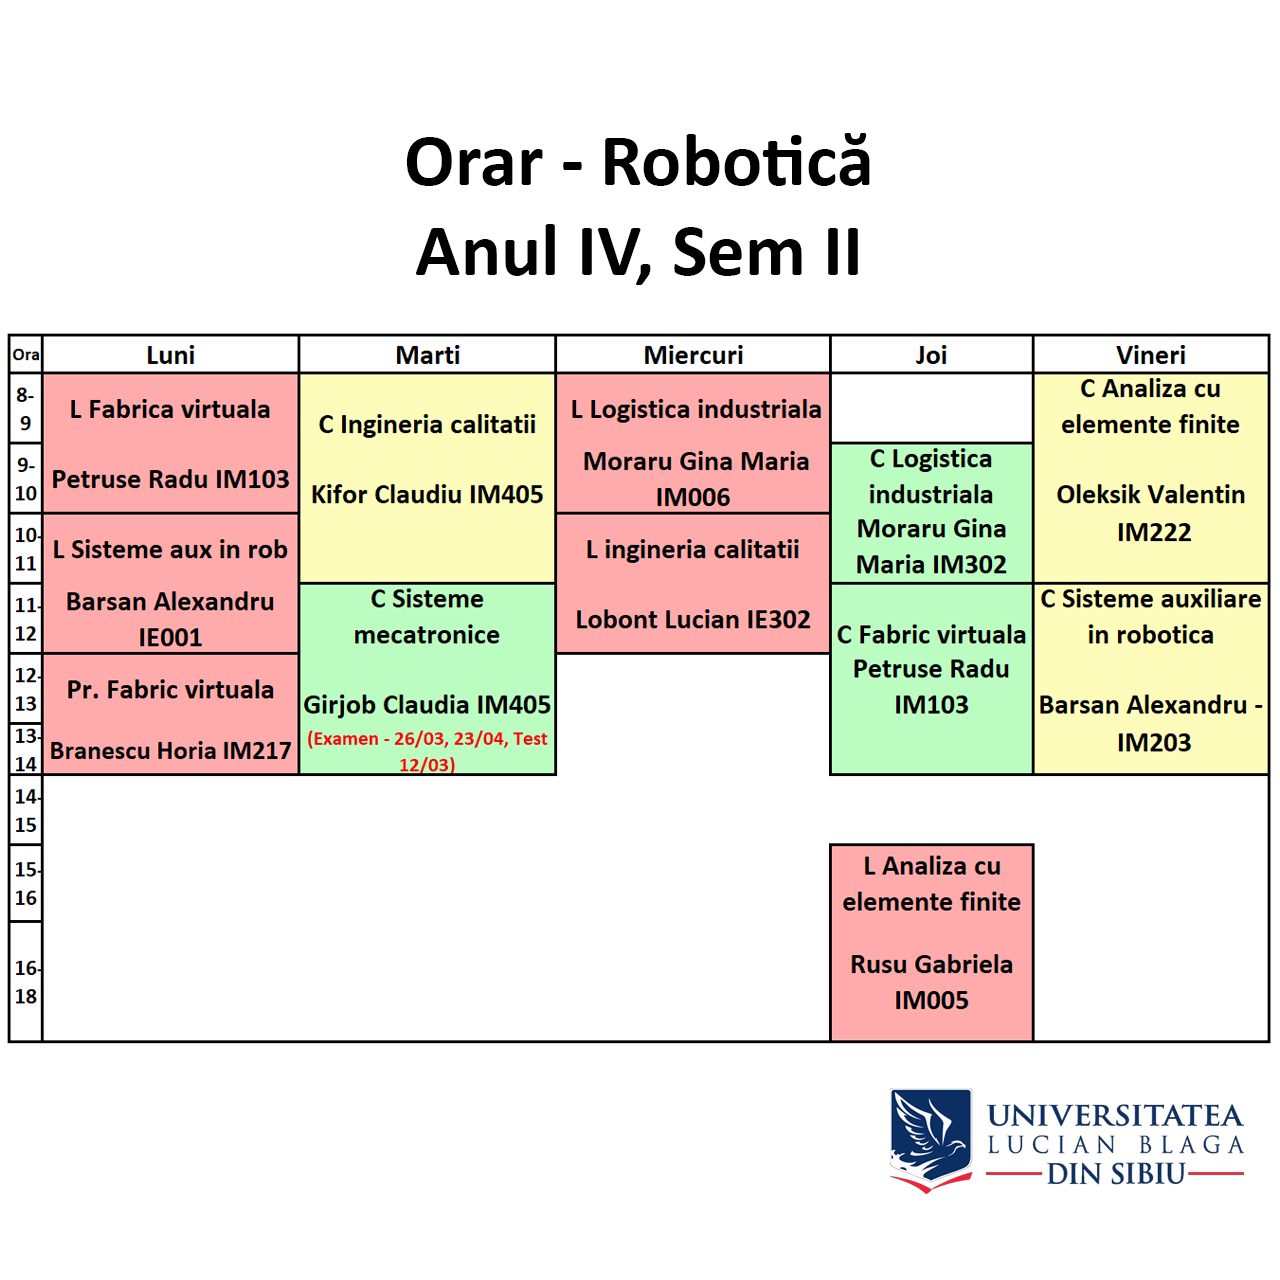 Orar - Robotică
Anul IV, Sem II
Ora
Luni
Marti
Miercuri
Joi
Vineri
8-
9
9-
10
10-
11
11-
12
12-
13
13-
14
14-
15
15-
16
16-
18
L Fabrica virtuala
Petruse Radu IM103
L Sisteme aux in rob
Barsan Alexandru
IE001
Pr. Fabric virtuala
Branescu Horia IM217
C Ingineria calitatii
Kifor Claudiu IM405
C Sisteme
mecatronice
Girjob Claudia IM405
(Examen - 26/03, 23/04, Test
12/03)
L Logistica industriala
Moraru Gina Maria
IM006
L ingineria calitatii
Lobont Lucian IE302
C Logistica
industriala
Moraru Gina
Maria IM302
C Fabric virtuala
Petruse Radu
IM103
L Analiza cu
elemente finite
Rusu Gabriela
IM005
C Analiza cu
elemente finite
Oleksik Valentin
IM222
C Sisteme auxiliare
in robotica
Barsan Alexandru -
IM203
UNIVERSITATEA
LUCIAN BLAGA
DIN SIBIU